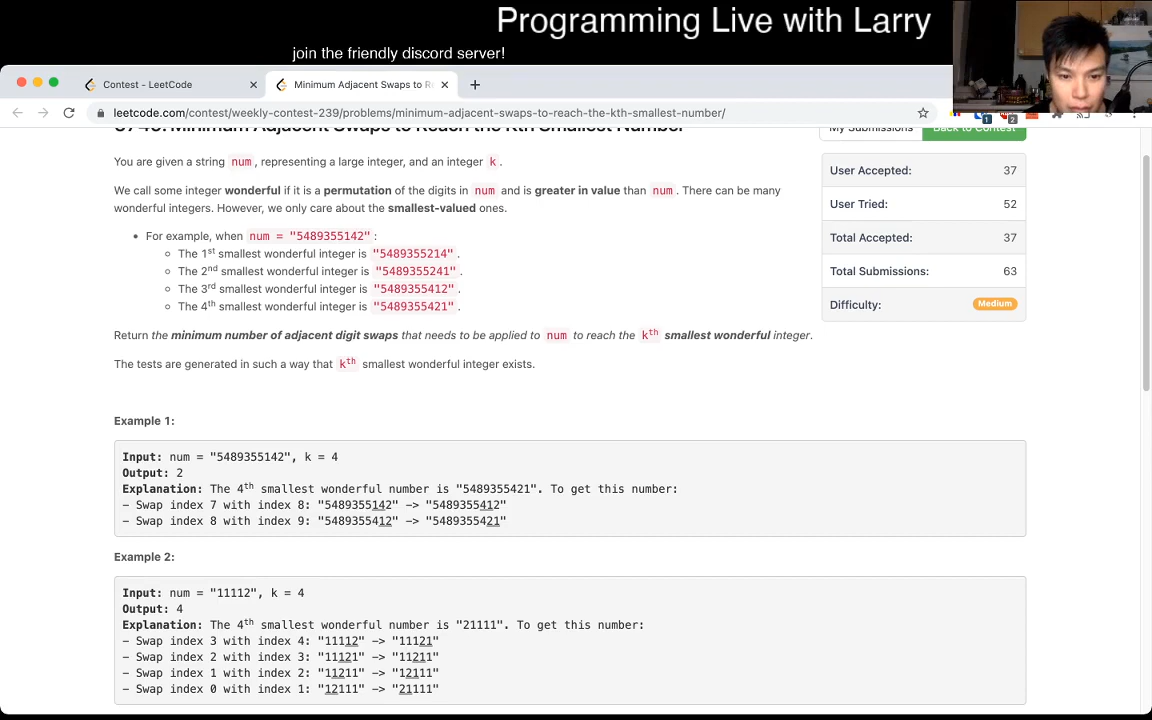 Programming Live with Larry
join the friendly discord server!
Contest - LeetCode
Minimum Adjacent Swaps to R
leetcode.com/contest/weekly-contest-239/problems/minimum-adjacent-swaps-to-reach-the-kth-smallest-number/
Minimum Adjacent Swaps to Reach the Kth Smallest Number
My Submissions
Back to Contest
You are given a string num, representing a large integer, and an integer k.
We call some integer wonderful if it is a permutation of the digits in num and is greater in value than num. There can be many
wonderful integers. However, we only care about the smallest-valued ones.
• For example, when num = "5489355142":
◦ The 1st smallest wonderful integer is "5489355214".
◦ The 2nd smallest wonderful integer is "5489355241".
◦ The 3rd smallest wonderful integer is "5489355412".
◦ The 4th smallest wonderful integer is "5489355421".
Return the minimum number of adjacent digit swaps that needs to be applied to num to reach the kth smallest wonderful integer.
The tests are generated in such a way that kth smallest wonderful integer exists.
User Accepted: 37
User Tried: 52
Total Accepted: 37
Total Submissions: 63
Difficulty: Medium
Example 1:
Input: num = "5489355142", k = 4
Output: 2
Explanation: The 4th smallest wonderful number is "5489355421". To get this number:
- Swap index 7 with index 8: "5489355142" -> "5489355412"
- Swap index 8 with index 9: "5489355412" -> "5489355421"
Example 2:
Input: num = "11112", k = 4
Output: 4
Explanation: The 4th smallest wonderful number is "21111". To get this number:
- Swap index 3 with index 4: "11112" -> "11121"
- Swap index 2 with index 3: "11121" -> "11211"
- Swap index 1 with index 2: "11211" -> "12111"
- Swap index 0 with index 1: "12111" -> "21111"